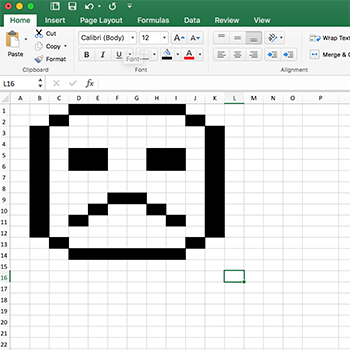 Home Insert Page Layout Formulas Data Review View
Paste
Cut
Copy
Format
Calibri (Body) 12 A A
B I U A
Wrap Text
Merge & C
Clipboard Font Alignment
Font
L16 fx
A B C D E F G H I J K L M N O P
1
2
3
4
5
6
7
8
9
10
11
12
13
14
15
16
17
18
19
20
21
22